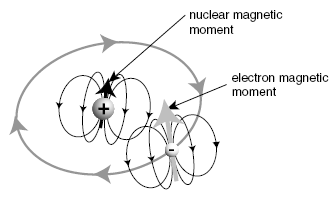 nuclear magnetic
moment
electron magnetic
moment
+
-